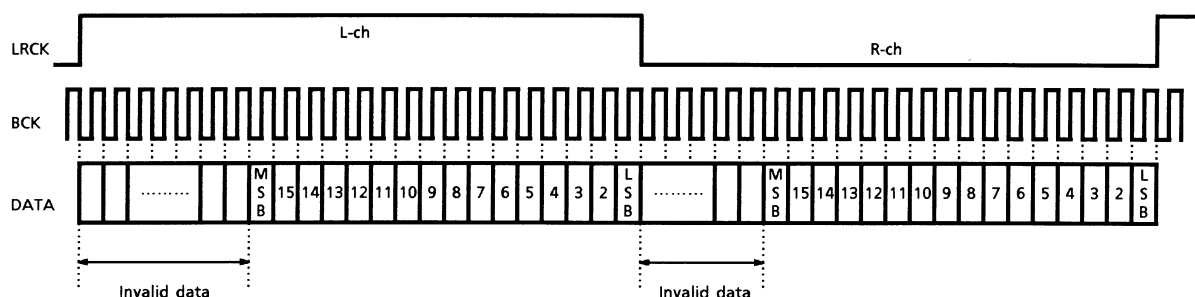 LRCK L-ch R-ch
BCK
DATA ········· M S B 15 14 13 12 11 10 9 8 7 6 5 4 3 2 L S B ········· M S B 15 14 13 12 11 10 9 8 7 6 5 4 3 2 L S B
Invalid data Invalid data